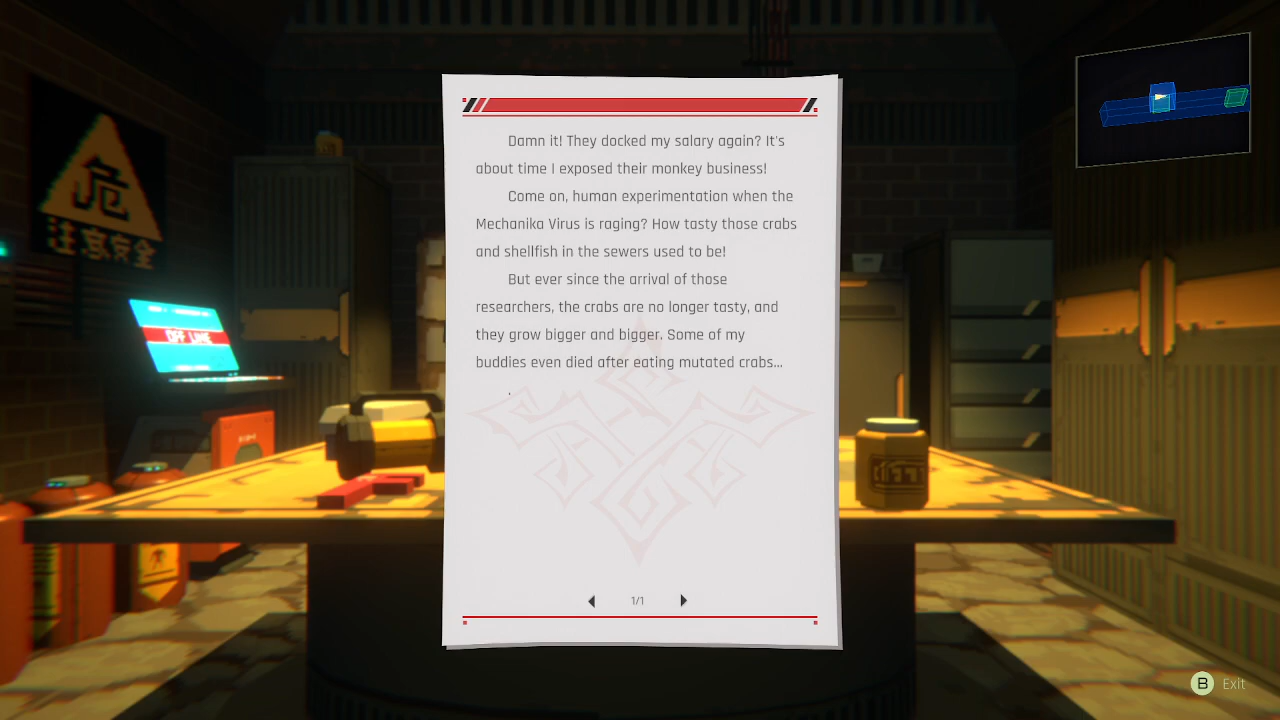 危
注意安全
OFF LINE
Damn it! They docked my salary again? It's
about time I exposed their monkey business!
Come on, human experimentation when the
Mechanika Virus is raging? How tasty those crabs
and shellfish in the sewers used to be!
But ever since the arrival of those
researchers, the crabs are no longer tasty, and
they grow bigger and bigger. Some of my
buddies even died after eating mutated crabs...
1/1
B Exit